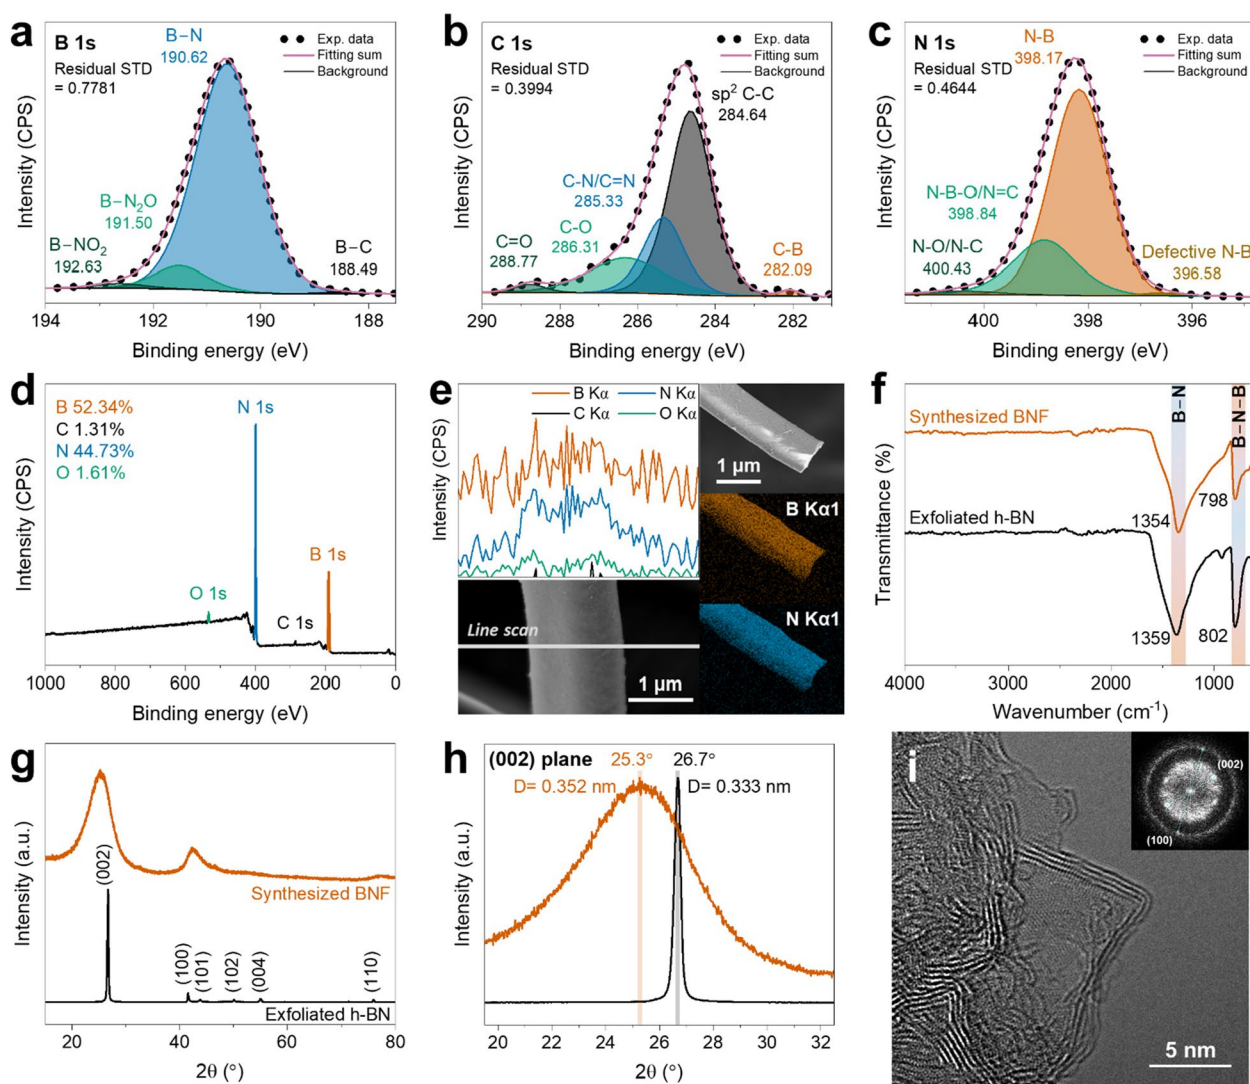 a
B 1s
Residual STD
= 0.7781
B−N
190.62
Exp. data
Fitting sum
Background
B−N₂O
191.50
B−NO₂
192.63
B−C
188.49
Intensity (CPS)
194 192 190 188
Binding energy (eV)
b
C 1s
Residual STD
= 0.3994
Exp. data
Fitting sum
Background
sp² C-C
284.64
C-N/C=N
285.33
C-O
286.31
C=O
288.77
C-B
282.09
Intensity (CPS)
290 288 286 284 282
Binding energy (eV)
c
N 1s
Residual STD
= 0.4644
N-B
398.17
Exp. data
Fitting sum
Background
N-B-O/N=C
398.84
N-O/N-C
400.43
Defective N-B
396.58
Intensity (CPS)
400 398 396
Binding energy (eV)
d
B 52.34%
C 1.31%
N 44.73%
O 1.61%
N 1s
B 1s
O 1s
C 1s
Intensity (CPS)
1000 800 600 400 200 0
Binding energy (eV)
e
B Kα
N Kα
C Kα
O Kα
Intensity (CPS)
Line scan
1 μm
1 μm
B Kα1
N Kα1
f
Synthesized BNF
B−N
B−N−B
1354
798
Exfoliated h-BN
1359
802
Transmittance (%)
4000 3000 2000 1000
Wavenumber (cm⁻¹)
g
(002)
Synthesized BNF
(100)
(101)
(102)
(004)
(110)
Exfoliated h-BN
Intensity (a.u.)
20 40 60 80
2θ (°)
h
(002) plane
25.3°
26.7°
D= 0.352 nm
D= 0.333 nm
Intensity (a.u.)
20 22 24 26 28 30 32
2θ (°)
i
(002)
(100)
5 nm